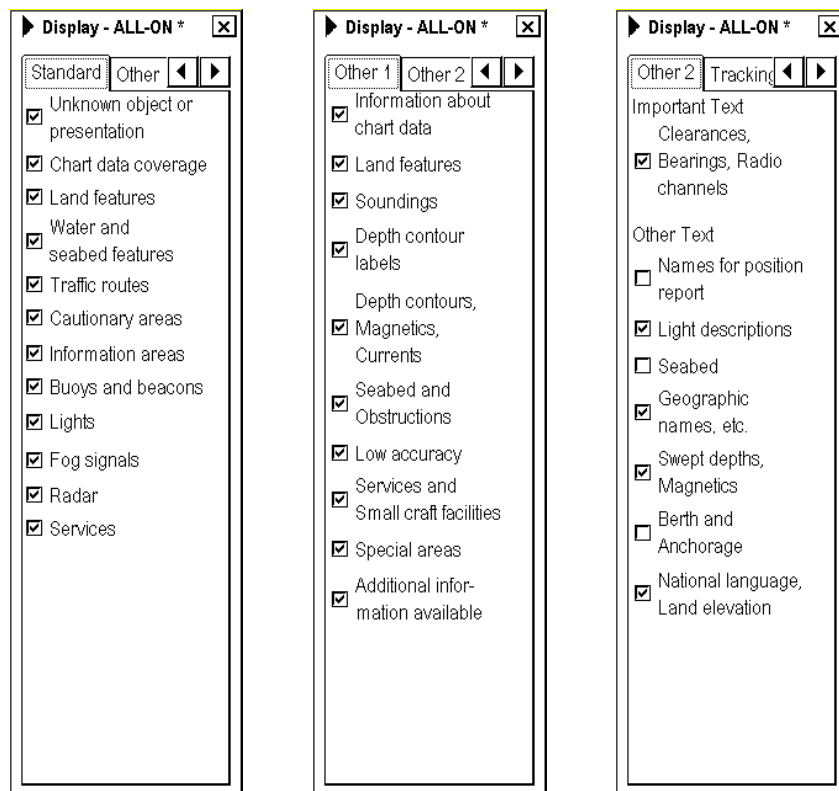 Display - ALL-ON *
Standard
Other
Unknown object or
presentation
Chart data coverage
Land features
Water and
seabed features
Traffic routes
Cautionary areas
Information areas
Buoys and beacons
Lights
Fog signals
Radar
Services
Display - ALL-ON *
Other 1
Other 2
Information about
chart data
Land features
Soundings
Depth contour
labels
Depth contours,
Magnetics,
Currents
Seabed and
Obstructions
Low accuracy
Services and
Small craft facilities
Special areas
Additional infor-
mation available
Display - ALL-ON *
Other 2
Tracking
Important Text
Clearances,
Bearings, Radio
channels
Other Text
Names for position
report
Light descriptions
Seabed
Geographic
names, etc.
Swept depths,
Magnetics
Berth and
Anchorage
National language,
Land elevation